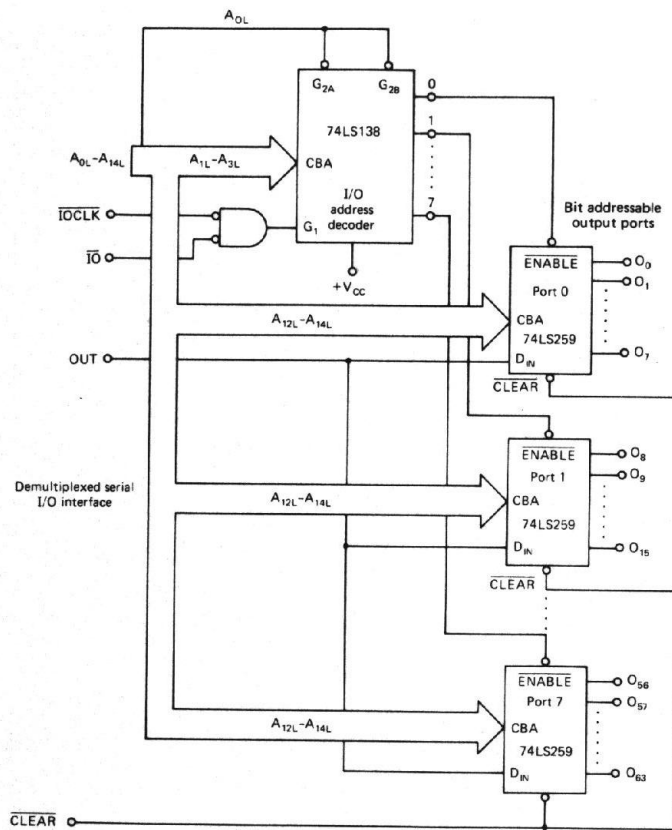 A0L
G2A G2B
0
74LS138
1
A0L-A14L
A1L-A3L
CBA
I/O
address
decoder
7
IOCLK
G1
Bit addressable
output ports
IO
+VCC
ENABLE
O0
Port 0
O1
A12L-A14L
CBA
74LS259
OUT
DIN
O7
CLEAR
ENABLE
O8
Port 1
O9
Demultiplexed serial
I/O interface
A12L-A14L
CBA
74LS259
DIN
O15
CLEAR
ENABLE
O56
Port 7
O57
A12L-A14L
CBA
74LS259
DIN
O63
CLEAR